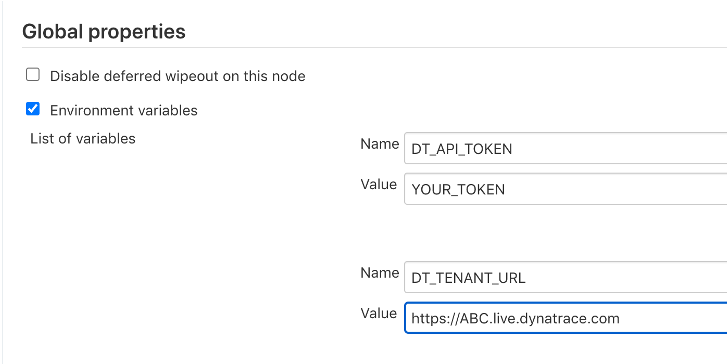 Global properties
Disable deferred wipeout on this node
Environment variables
List of variables
Name DT_API_TOKEN
Value YOUR_TOKEN
Name DT_TENANT_URL
Value https://ABC.live.dynatrace.com